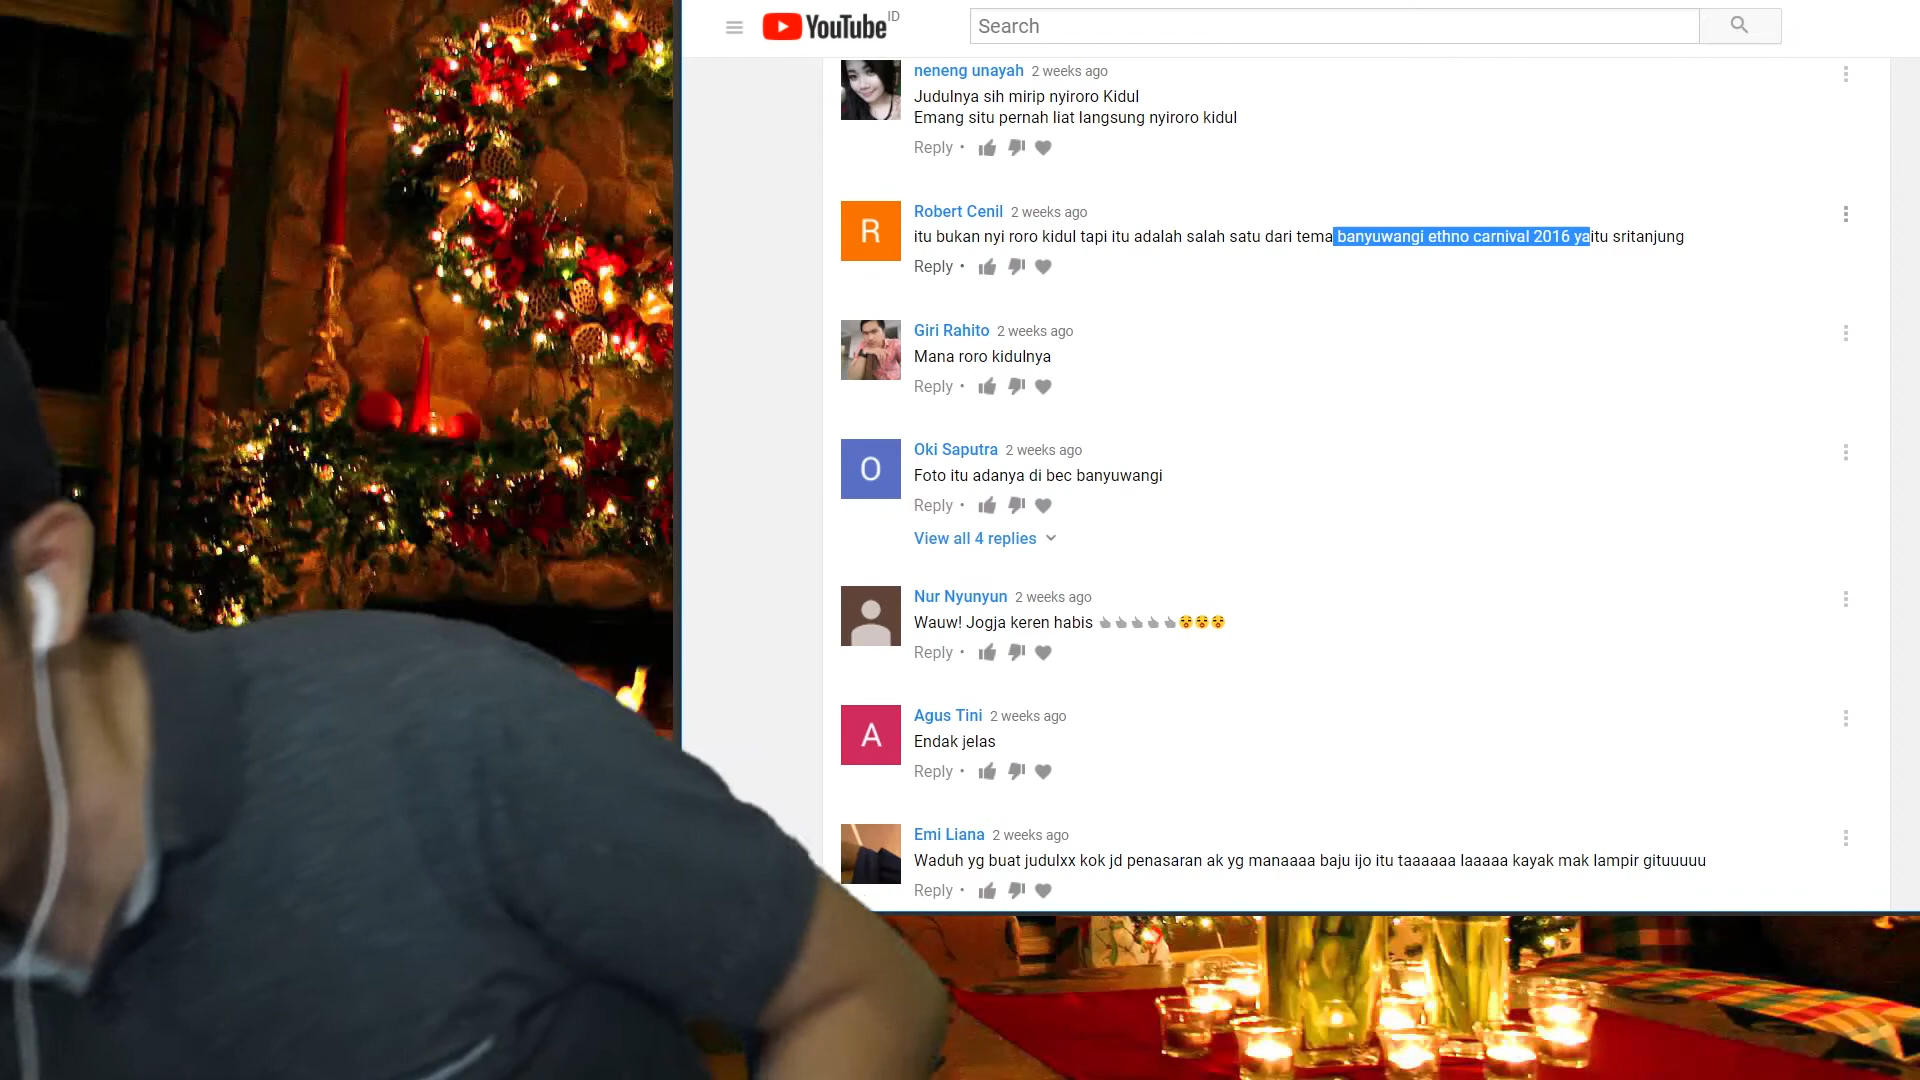 YouTube ID
Search
neneng unayah 2 weeks ago
Judulnya sih mirip nyiroro Kidul
Emang situ pernah liat langsung nyiroro kidul
Reply •
R
Robert Cenil 2 weeks ago
itu bukan nyi roro kidul tapi itu adalah salah satu dari tema banyuwangi ethno carnival 2016 yaitu sritanjung
Reply •
Giri Rahito 2 weeks ago
Mana roro kidulnya
Reply •
O
Oki Saputra 2 weeks ago
Foto itu adanya di bec banyuwangi
Reply •
View all 4 replies
Nur Nyunyun 2 weeks ago
Wauw! Jogja keren habis 👍👍👍👍👍😵😵😵
Reply •
A
Agus Tini 2 weeks ago
Endak jelas
Reply •
Emi Liana 2 weeks ago
Waduh yg buat judulxx kok jd penasaran ak yg manaaaa baju ijo itu taaaaaa laaaaa kayak mak lampir gituuuuu
Reply •